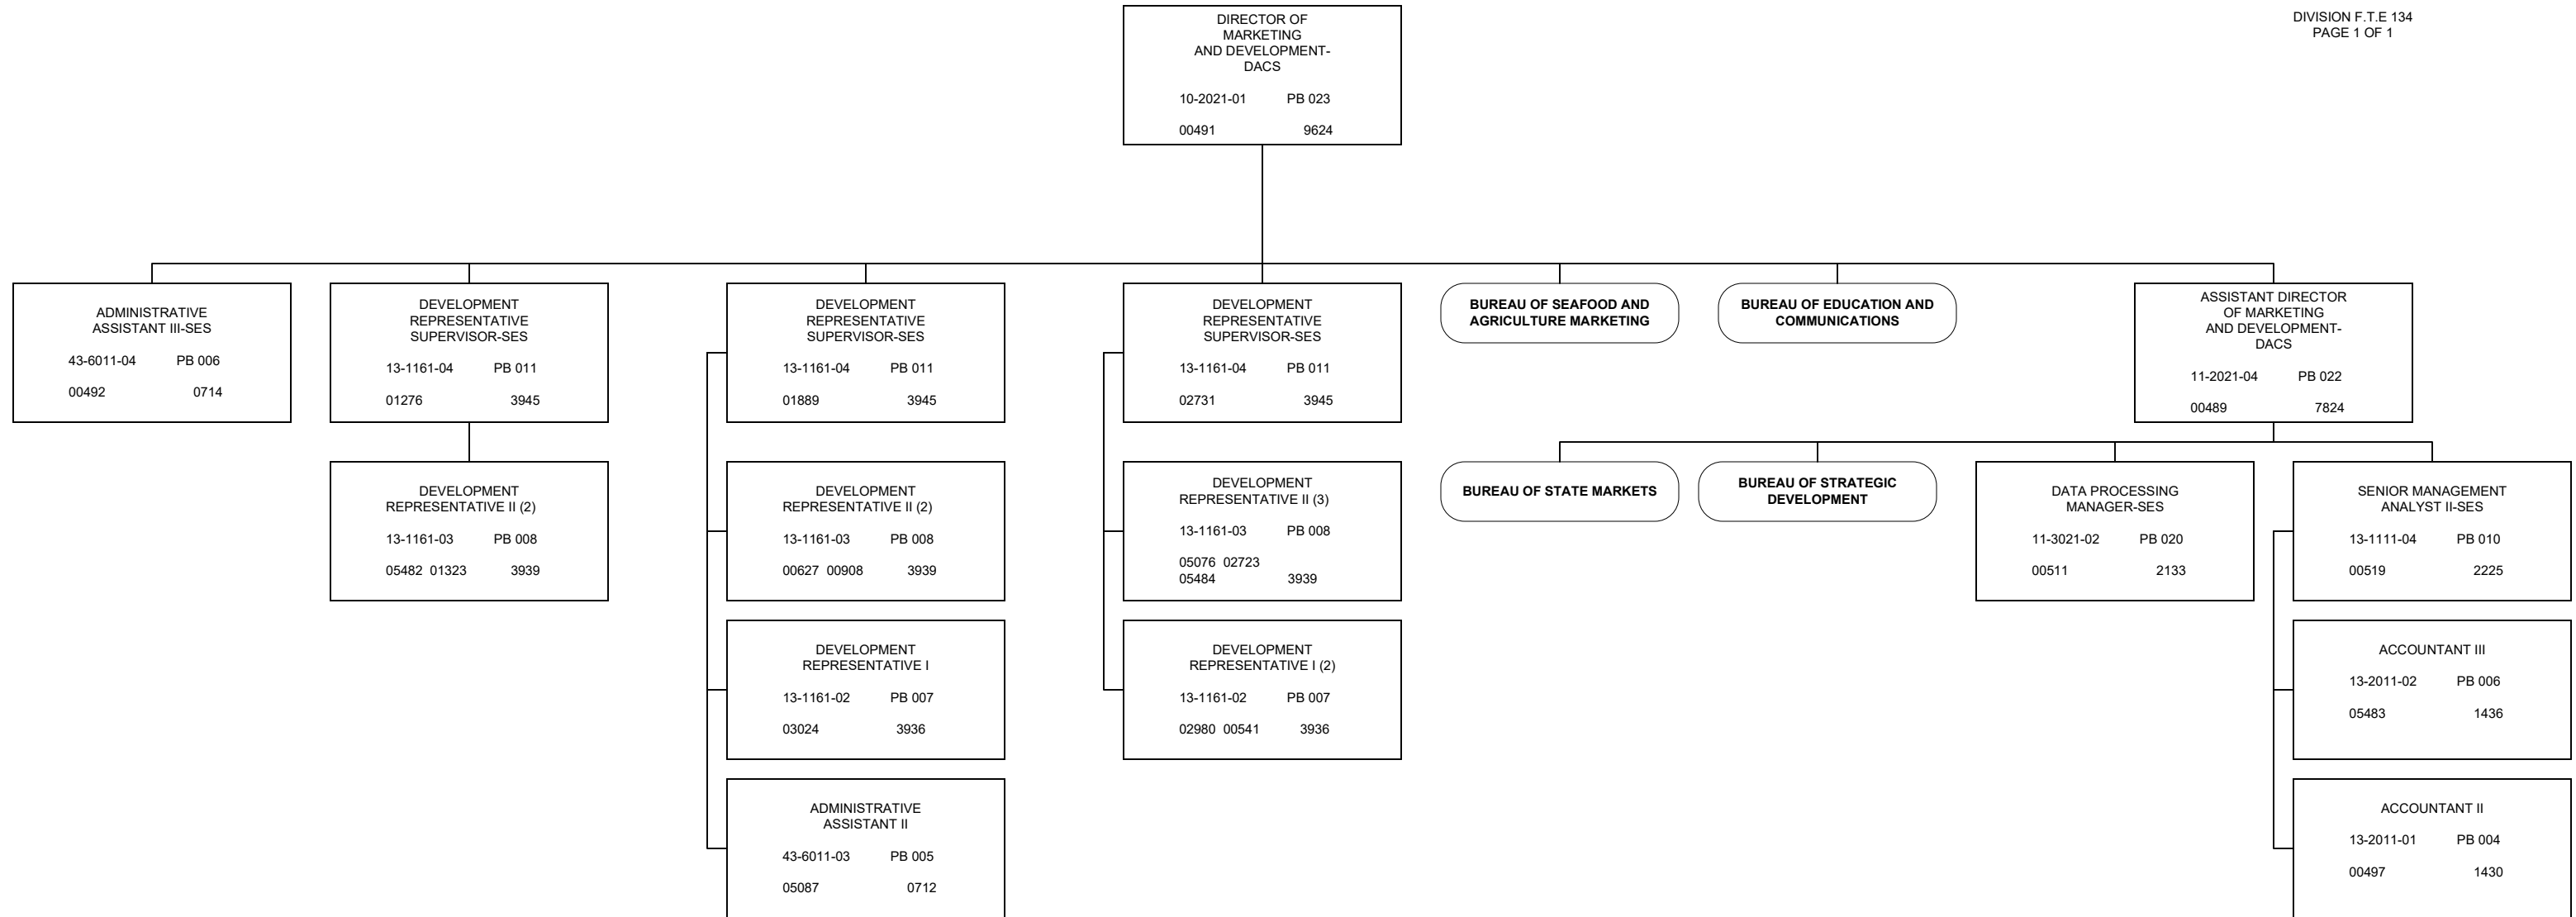 DIRECTOR OF
MARKETING
AND DEVELOPMENT-
DACS
10-2021-01 PB 023
00491 9624
DIVISION F.T.E 134
PAGE 1 OF 1
ADMINISTRATIVE
ASSISTANT III-SES
43-6011-04 PB 006
00492 0714
DEVELOPMENT
REPRESENTATIVE
SUPERVISOR-SES
13-1161-04 PB 011
01276 3945
DEVELOPMENT
REPRESENTATIVE
SUPERVISOR-SES
13-1161-04 PB 011
01889 3945
DEVELOPMENT
REPRESENTATIVE
SUPERVISOR-SES
13-1161-04 PB 011
02731 3945
BUREAU OF SEAFOOD AND
AGRICULTURE MARKETING
BUREAU OF EDUCATION AND
COMMUNICATIONS
ASSISTANT DIRECTOR
OF MARKETING
AND DEVELOPMENT-
DACS
11-2021-04 PB 022
00489 7824
DEVELOPMENT
REPRESENTATIVE II (2)
13-1161-03 PB 008
05482 01323 3939
DEVELOPMENT
REPRESENTATIVE II (2)
13-1161-03 PB 008
00627 00908 3939
DEVELOPMENT
REPRESENTATIVE II (3)
13-1161-03 PB 008
05076 02723
05484 3939
BUREAU OF STATE MARKETS
BUREAU OF STRATEGIC
DEVELOPMENT
DATA PROCESSING
MANAGER-SES
11-3021-02 PB 020
00511 2133
SENIOR MANAGEMENT
ANALYST II-SES
13-1111-04 PB 010
00519 2225
DEVELOPMENT
REPRESENTATIVE I
13-1161-02 PB 007
03024 3936
DEVELOPMENT
REPRESENTATIVE I (2)
13-1161-02 PB 007
02980 00541 3936
ACCOUNTANT III
13-2011-02 PB 006
05483 1436
ADMINISTRATIVE
ASSISTANT II
43-6011-03 PB 005
05087 0712
ACCOUNTANT II
13-2011-01 PB 004
00497 1430